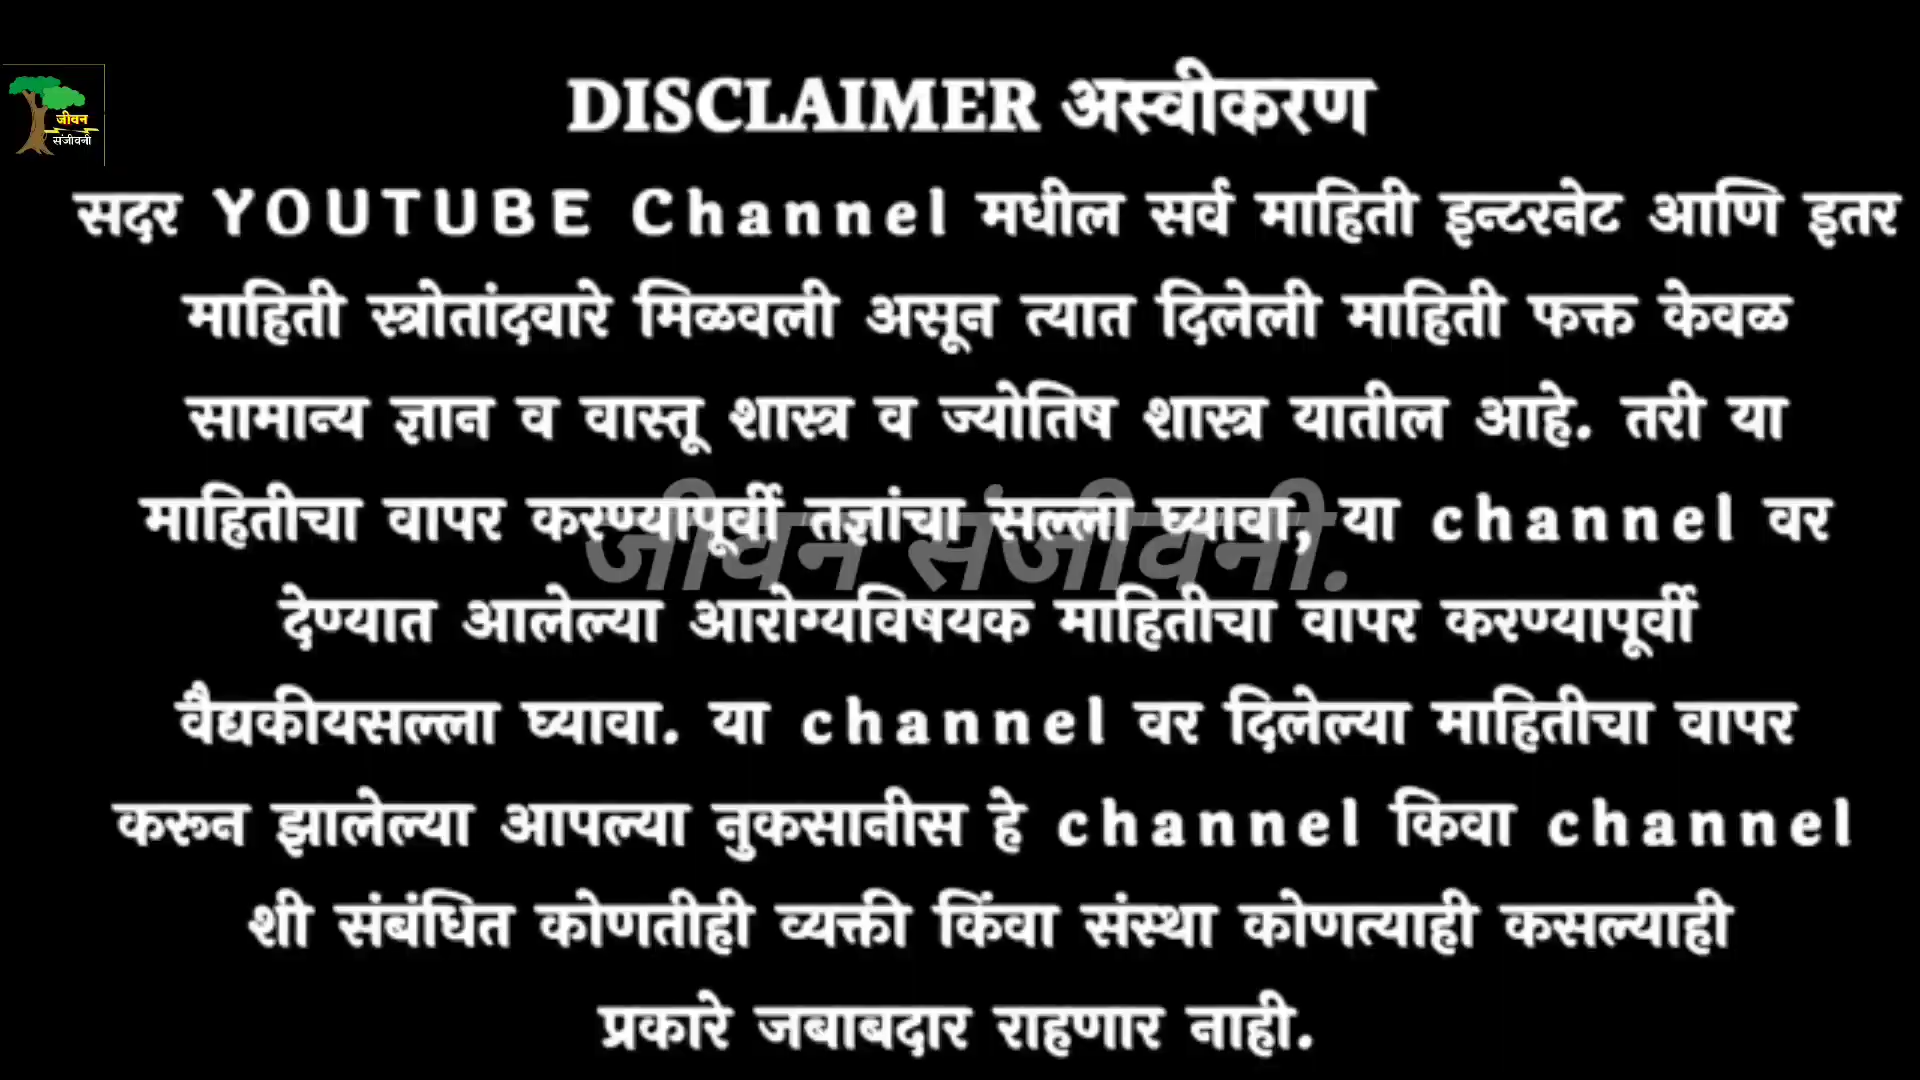 DISCLAIMER अस्वीकरण
जीवन
संजीवनी
सदर YOUTUBE Channel मधील सर्व माहिती इन्टरनेट आणि इतर
माहिती स्त्रोतांदवारे मिळवली असून त्यात दिलेली माहिती फक्त केवळ
सामान्य ज्ञान व वास्तू शास्त्र व ज्योतिष शास्त्र यातील आहे. तरी या
माहितीचा वापर करण्यापूर्वी तज्ञांचा सल्ला घ्यावा, या channel वर
जीवन संजीवनी.
देण्यात आलेल्या आरोग्यविषयक माहितीचा वापर करण्यापूर्वी
वैद्यकीयसल्ला घ्यावा. या channel वर दिलेल्या माहितीचा वापर
करून झालेल्या आपल्या नुकसानीस हे channel किवा channel
शी संबंधित कोणतीही व्यक्ती किंवा संस्था कोणत्याही कसल्याही
प्रकारे जबाबदार राहणार नाही.